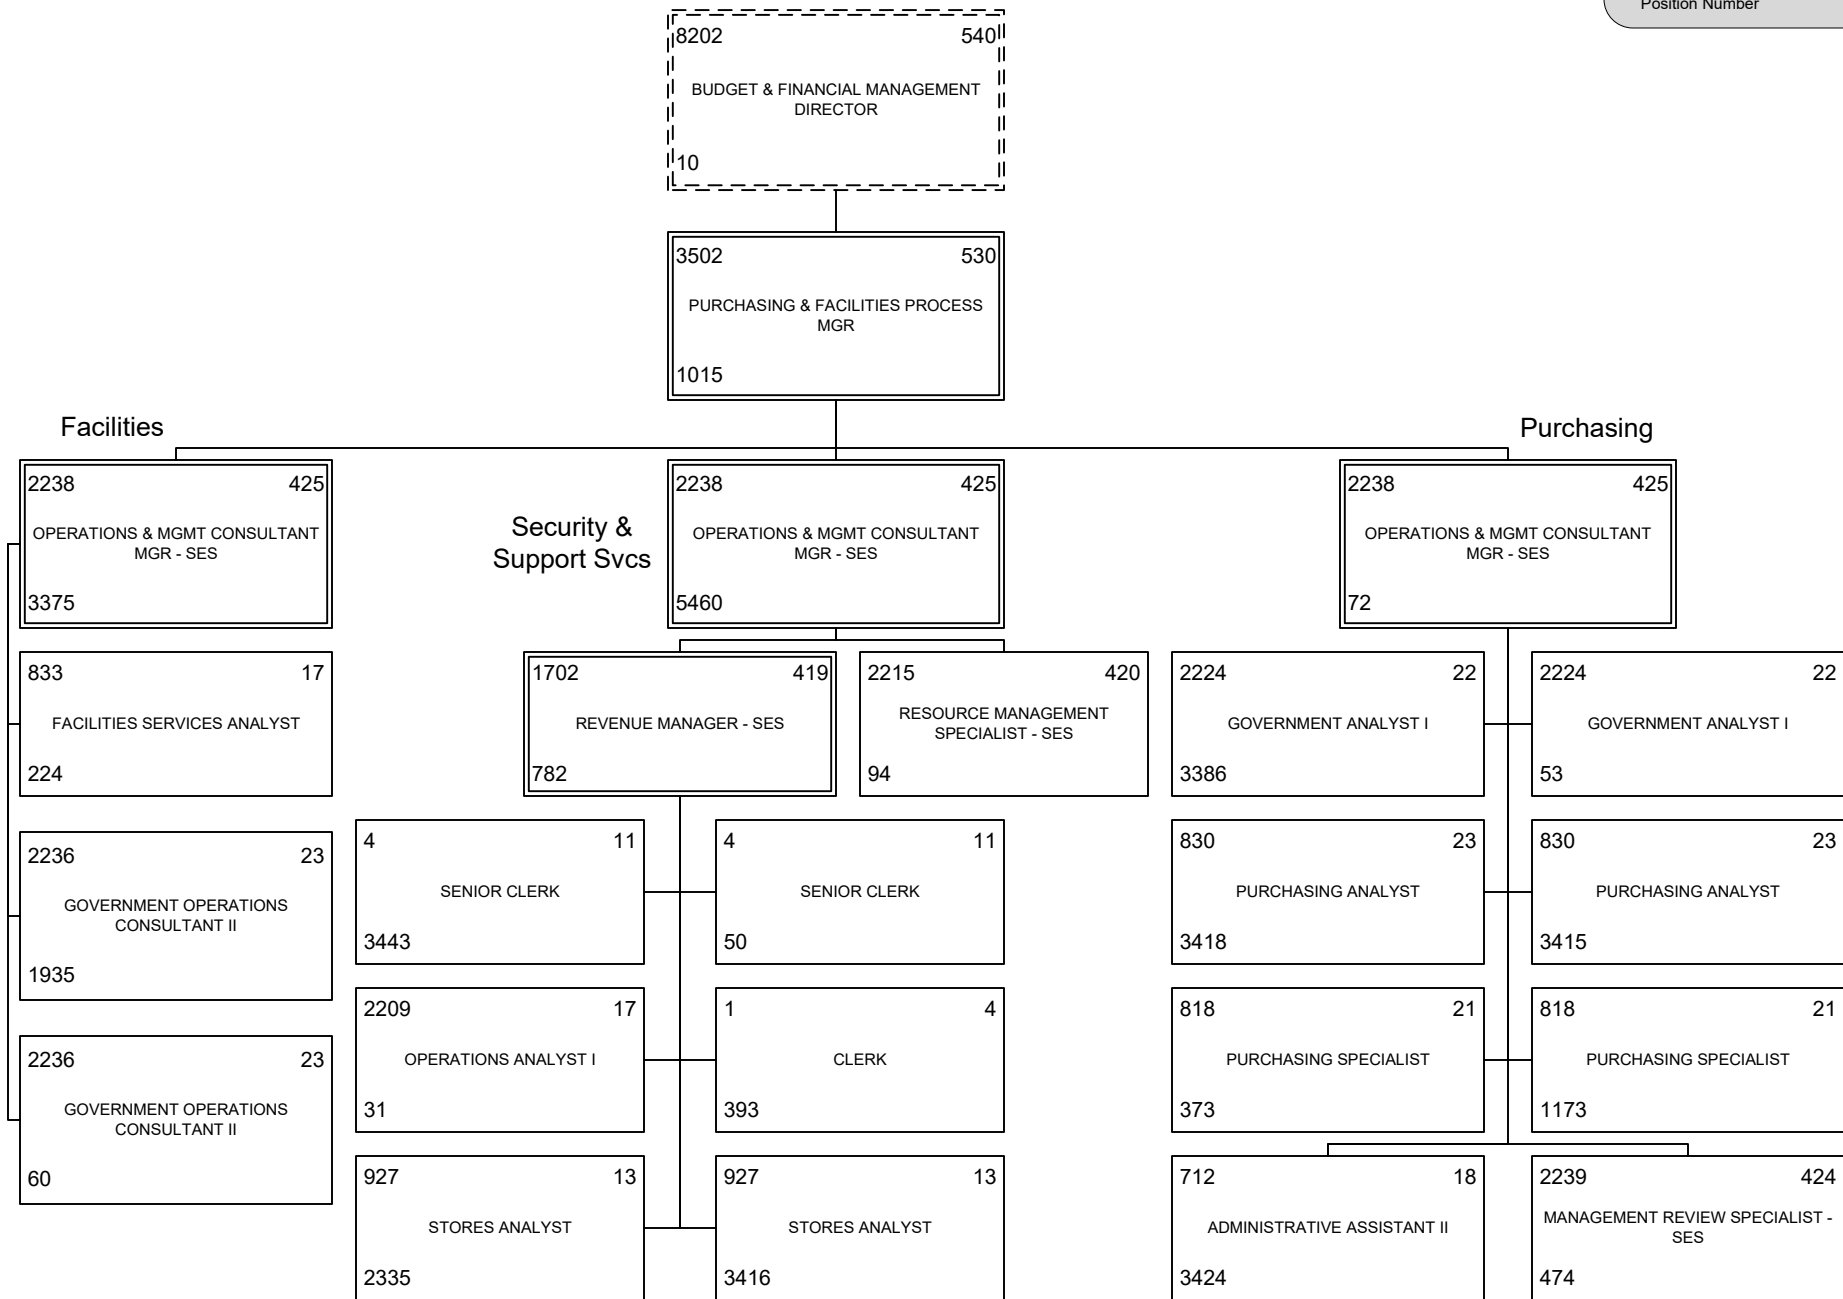 Position Number
8202 540
BUDGET & FINANCIAL MANAGEMENT
DIRECTOR
10
3502 530
PURCHASING & FACILITIES PROCESS
MGR
1015
Facilities
2238 425
OPERATIONS & MGMT CONSULTANT
MGR - SES
3375
833 17
FACILITIES SERVICES ANALYST
224
2236 23
GOVERNMENT OPERATIONS
CONSULTANT II
1935
2236 23
GOVERNMENT OPERATIONS
CONSULTANT II
60
Security &
Support Svcs
2238 425
OPERATIONS & MGMT CONSULTANT
MGR - SES
5460
1702 419
REVENUE MANAGER - SES
782
2215 420
RESOURCE MANAGEMENT
SPECIALIST - SES
94
4 11
SENIOR CLERK
3443
4 11
SENIOR CLERK
50
2209 17
OPERATIONS ANALYST I
31
1 4
CLERK
393
927 13
STORES ANALYST
2335
927 13
STORES ANALYST
3416
Purchasing
2238 425
OPERATIONS & MGMT CONSULTANT
MGR - SES
72
2224 22
GOVERNMENT ANALYST I
3386
2224 22
GOVERNMENT ANALYST I
53
830 23
PURCHASING ANALYST
3418
830 23
PURCHASING ANALYST
3415
818 21
PURCHASING SPECIALIST
373
818 21
PURCHASING SPECIALIST
1173
712 18
ADMINISTRATIVE ASSISTANT II
3424
2239 424
MANAGEMENT REVIEW SPECIALIST -
SES
474